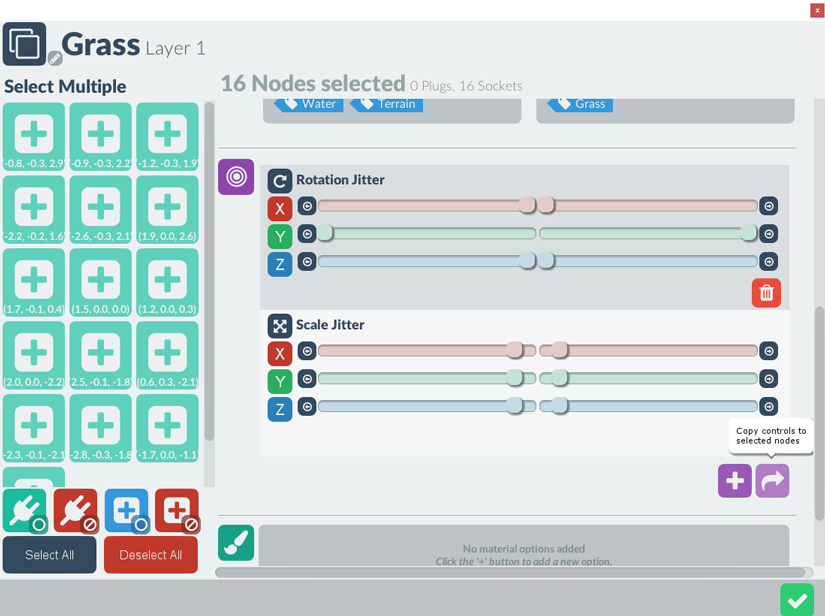 x
Grass Layer 1
Select Multiple
16 Nodes selected 0 Plugs, 16 Sockets
Water Terrain Grass
-0.8, -0.3, 2.9 -0.9, -0.3, 2.2 -1.2, -0.3, 1.9
-2.2, -0.2, 1.6 -2.6, -0.3, 2.1 (1.9, 0.0, 2.6)
(1.7, -0.1, 0.4) (1.5, 0.0, 0.0) (1.2, 0.0, 0.3)
(2.0, 0.0, -2.2) (2.5, -0.1, -1.8) (0.6, 0.3, -2.1)
-2.3, -0.1, -2.1 -2.8, -0.3, -1.8 (-1.7, 0.0, -1.1)
Select All Deselect All
Rotation Jitter
X
Y
Z
Scale Jitter
X
Y
Z
Copy controls to
selected nodes
No material options added
Click the '+' button to add a new option.